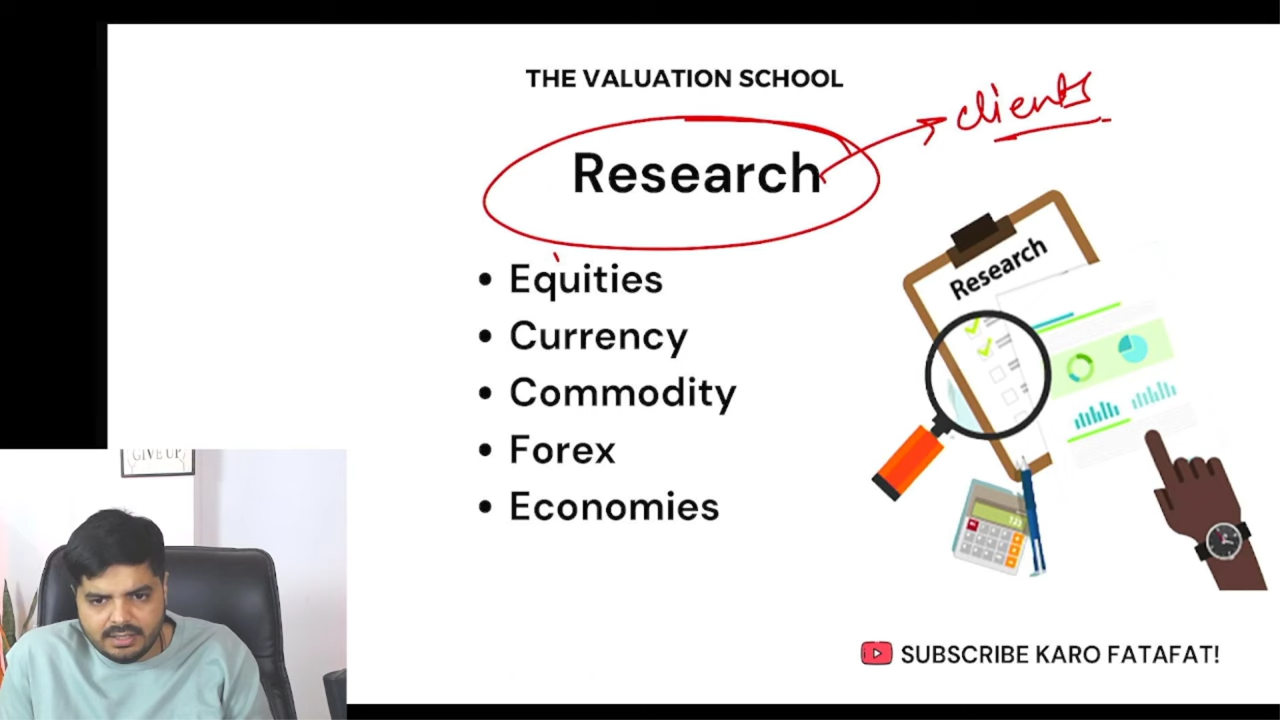 THE VALUATION SCHOOL
clients
Research
• Equities
• Currency
• Commodity
• Forex
• Economies
Research
GIVE UP
SUBSCRIBE KARO FATAFAT!